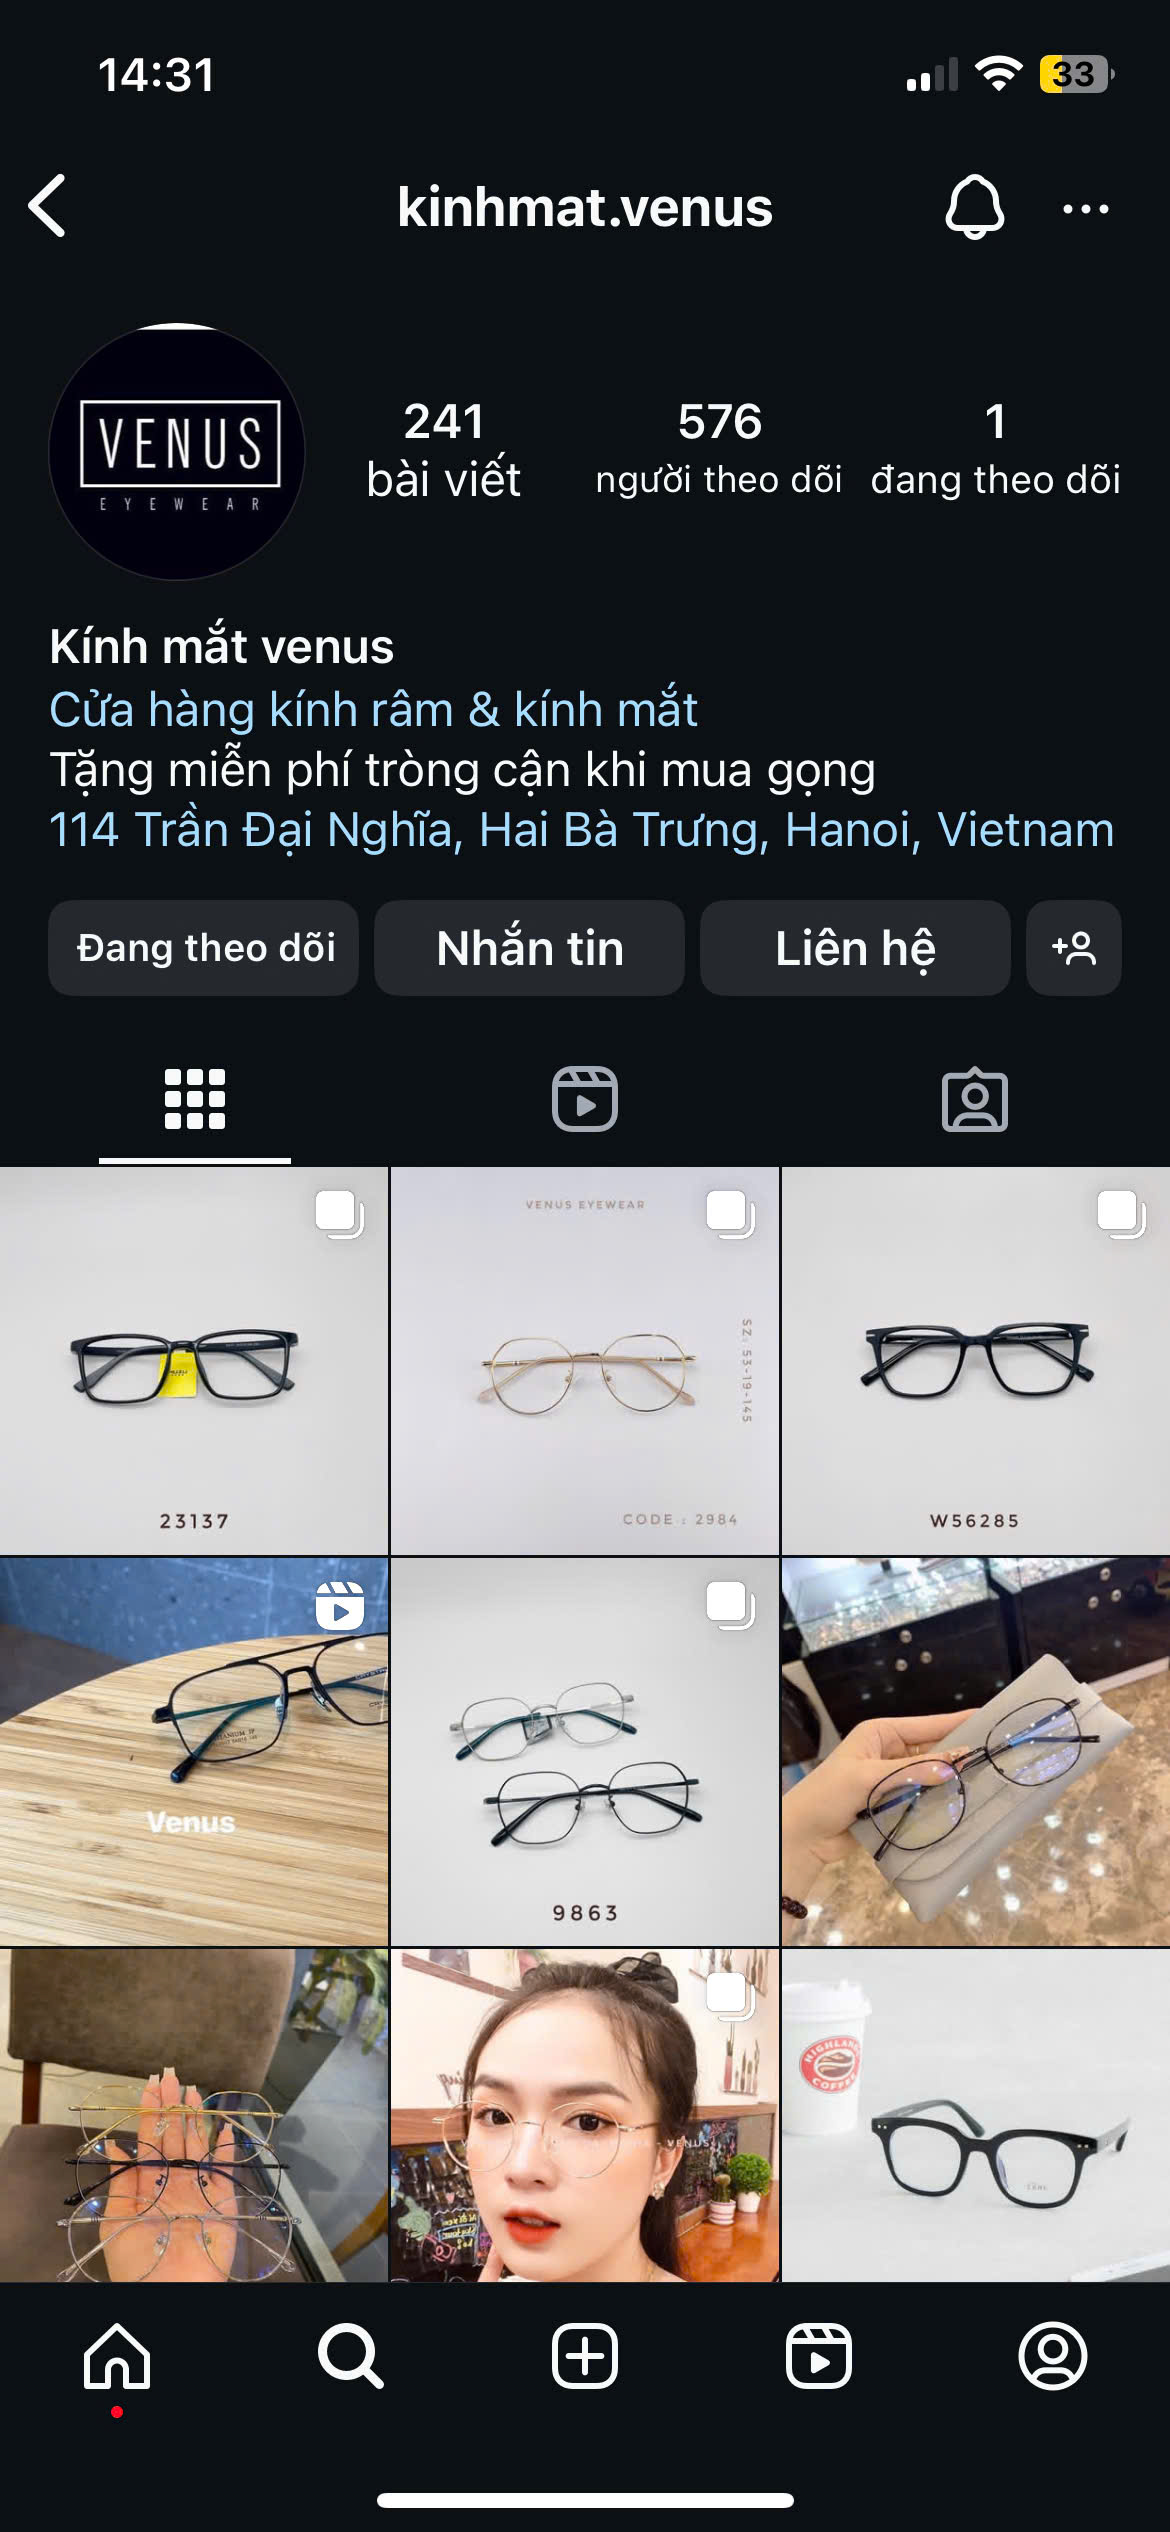 14:31
33
kinhmat.venus
VENUS
EYEWEAR
241
bài viết
576
người theo dõi
1
đang theo dõi
Kính mắt venus
Cửa hàng kính râm & kính mắt
Tặng miễn phí tròng cận khi mua gọng
114 Trần Đại Nghĩa, Hai Bà Trưng, Hanoi, Vietnam
Đang theo dõi
Nhắn tin
Liên hệ
23137
VENUS EYEWEAR
SZ: 53-19-145
CODE : 2984
W56285
Venus
9863
- VENUS
HIGHLANDS
COFFEE